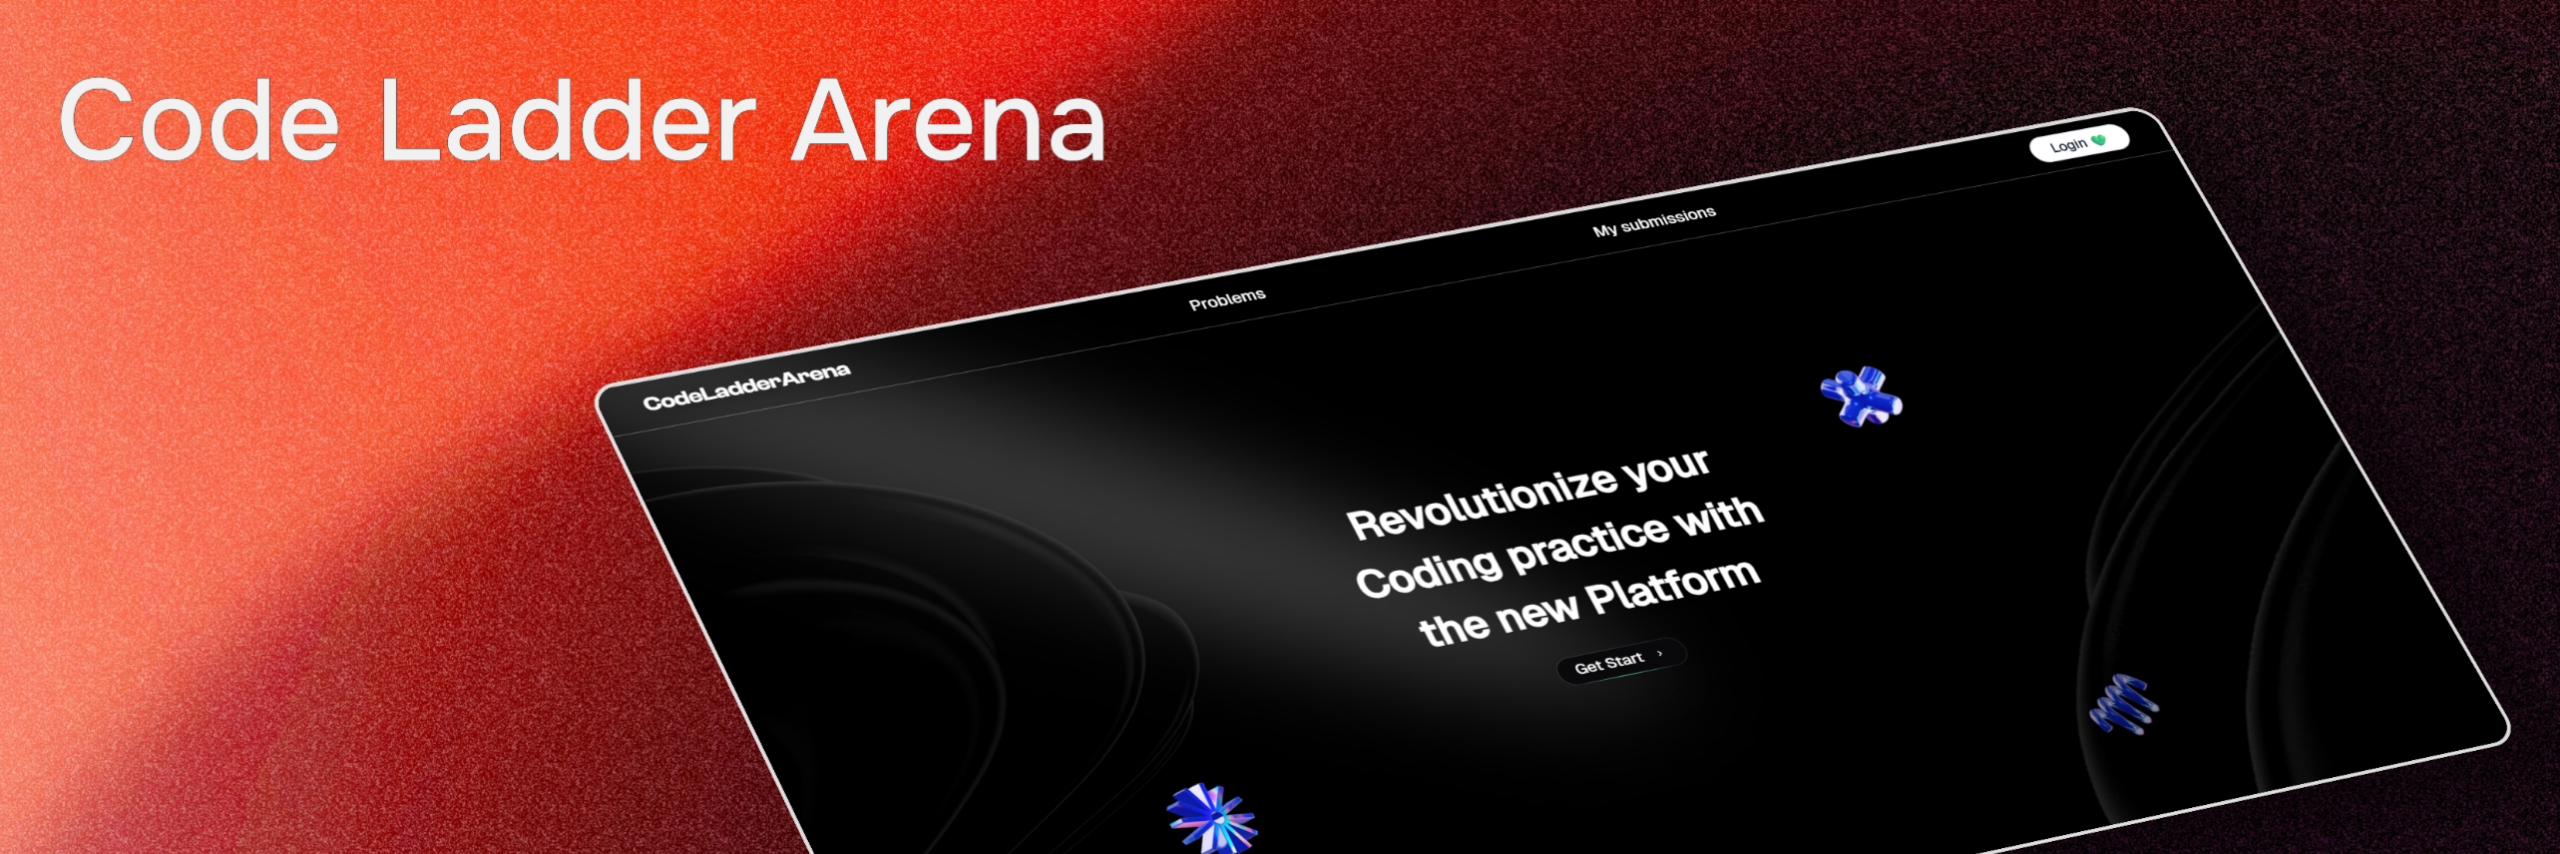 Code Ladder Arena
CodeLadderArena
Problems
My submissions
Login 💚
Revolutionize your
Coding practice with
the new Platform
Get Start ›